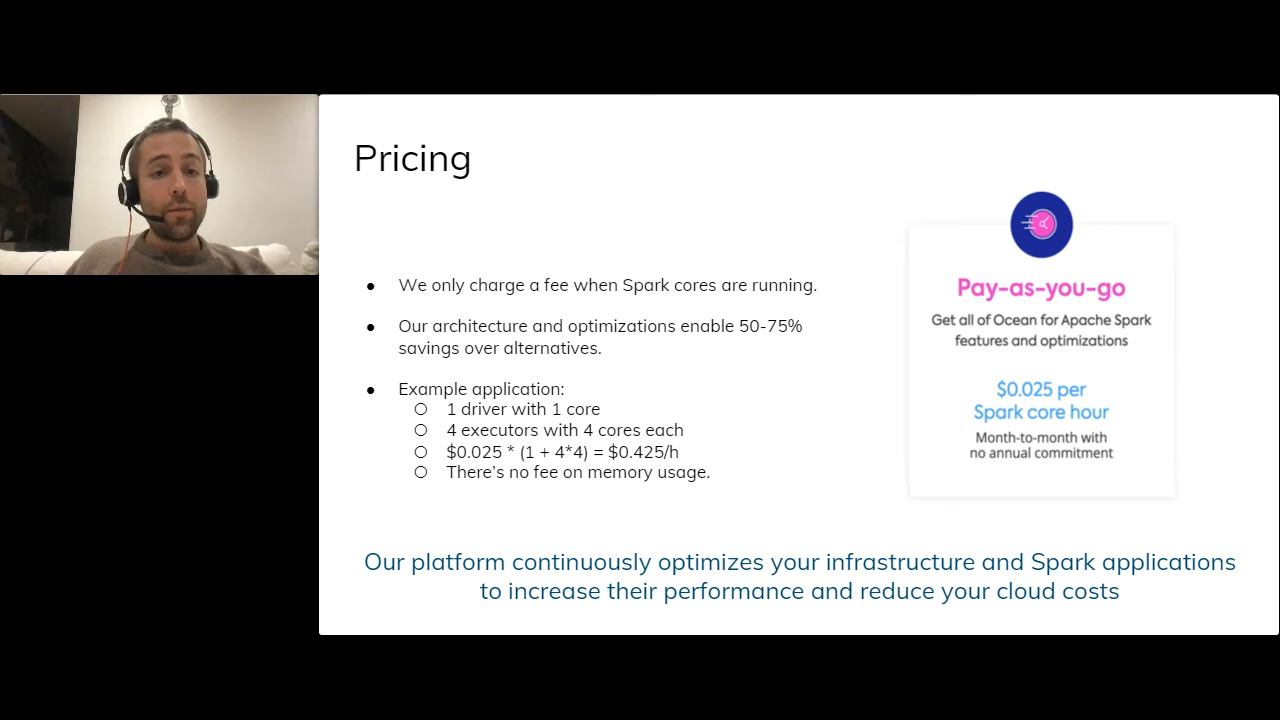 Pricing
● We only charge a fee when Spark cores are running.
● Our architecture and optimizations enable 50-75%
savings over alternatives.
● Example application:
○ 1 driver with 1 core
○ 4 executors with 4 cores each
○ $0.025 * (1 + 4*4) = $0.425/h
○ There’s no fee on memory usage.
Pay-as-you-go
Get all of Ocean for Apache Spark
features and optimizations
$0.025 per
Spark core hour
Month-to-month with
no annual commitment
Our platform continuously optimizes your infrastructure and Spark applications
to increase their performance and reduce your cloud costs